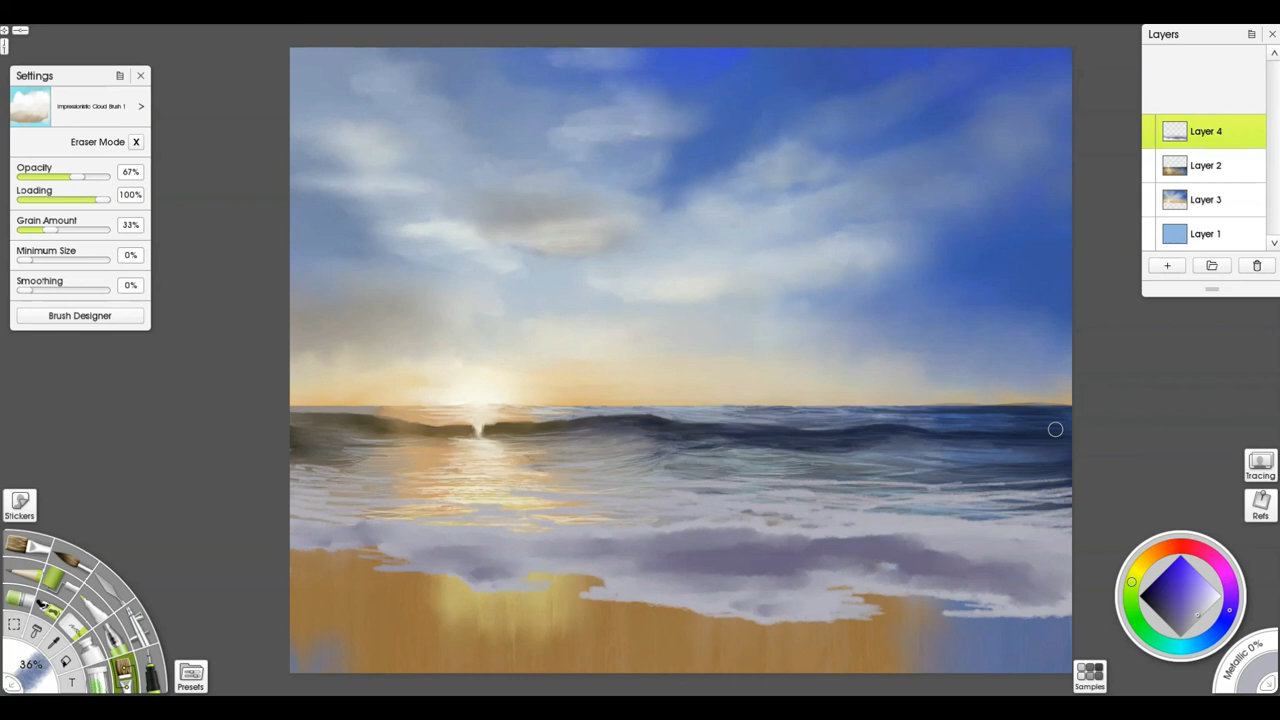 Settings
Impressionistic Cloud Brush 1 >
Eraser Mode X
Opacity 67%
Loading 100%
Grain Amount 33%
Minimum Size 0%
Smoothing 0%
Brush Designer
Layers
Layer 4
Layer 2
Layer 3
Layer 1
+
Tracing
Refs
Stickers
36%
T
Presets
Samples
Metallic 0%